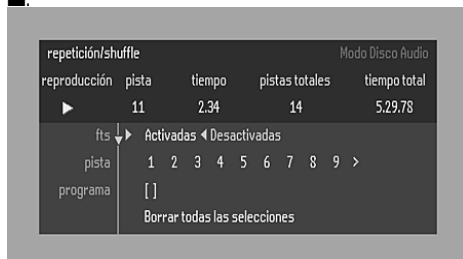 repetición/shuffle Modo Disco Audio
reproducción pista tiempo pistas totales tiempo total
11 2.34 14 5.29.78
fts Activadas Desactivadas
pista 1 2 3 4 5 6 7 8 9 >
programa [ ]
Borrar todas las selecciones